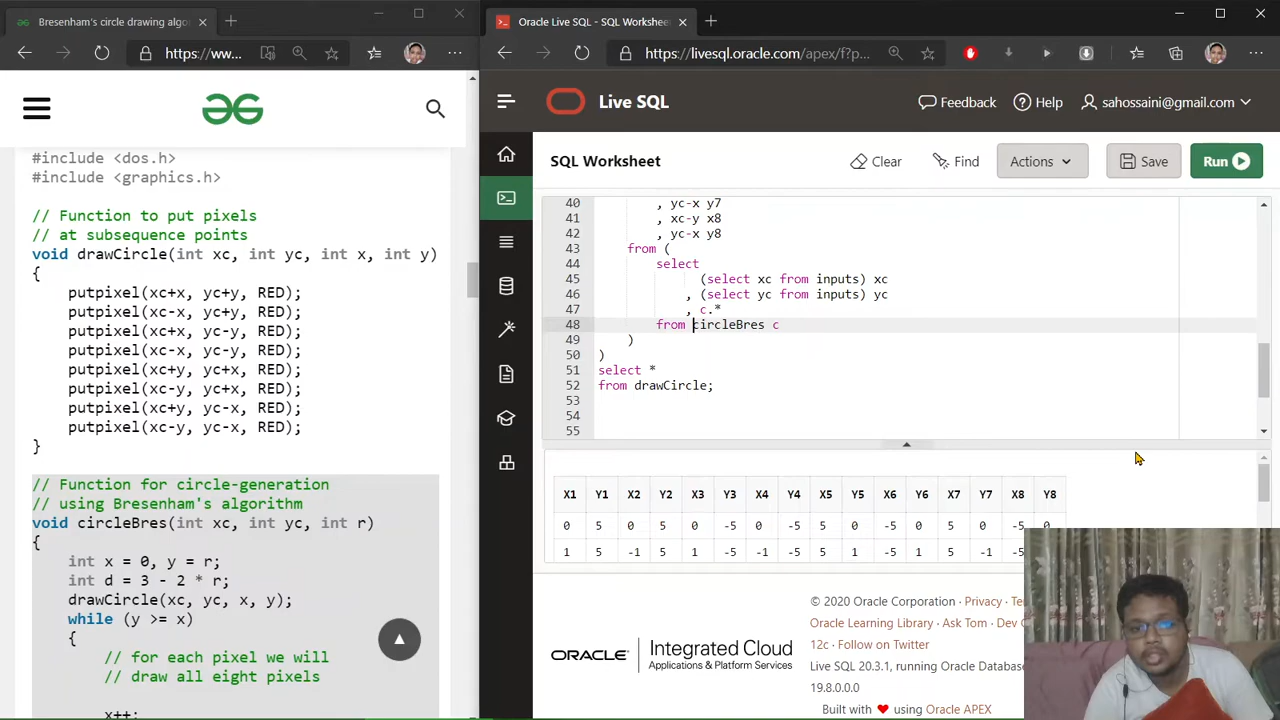 Bresenham's circle drawing algo
https://www...
#include <dos.h>
#include <graphics.h>
// Function to put pixels
// at subsequence points
void drawCircle(int xc, int yc, int x, int y)
{
putpixel(xc+x, yc+y, RED);
putpixel(xc-x, yc+y, RED);
putpixel(xc+x, yc-y, RED);
putpixel(xc-x, yc-y, RED);
putpixel(xc+y, yc+x, RED);
putpixel(xc-y, yc+x, RED);
putpixel(xc+y, yc-x, RED);
putpixel(xc-y, yc-x, RED);
}
// Function for circle-generation
// using Bresenham's algorithm
void circleBres(int xc, int yc, int r)
{
int x = 0, y = r;
int d = 3 - 2 * r;
drawCircle(xc, yc, x, y);
while (y >= x)
{
// for each pixel we will
// draw all eight pixels
x++;
Oracle Live SQL - SQL Workshee
https://livesql.oracle.com/apex/f?p...
Live SQL
Feedback
Help
sahossaini@gmail.com
SQL Worksheet
Clear
Find
Actions
Save
Run
40 , yc-x y7
41 , xc-y x8
42 , yc-x y8
43 from (
44 select
45 (select xc from inputs) xc
46 , (select yc from inputs) yc
47 , c.*
48 from circleBres c
49 )
50 )
51 select *
52 from drawCircle;
53
54
55
X1 Y1 X2 Y2 X3 Y3 X4 Y4 X5 Y5 X6 Y6 X7 Y7 X8 Y8
0 5 0 5 0 -5 0 -5 5 0 -5 0 5 0 -5 0
1 5 -1 5 1 -5 -1 -5 5 1 -5 1 5 -1 -5
ORACLE
Integrated Cloud
Applications & Platform Services
© 2020 Oracle Corporation · Privacy ·
Oracle Learning Library · Ask Tom ·
12c · Follow on Twitter
Live SQL 20.3.1, running Oracle Database
19.8.0.0.0
Built with ❤ using Oracle APEX